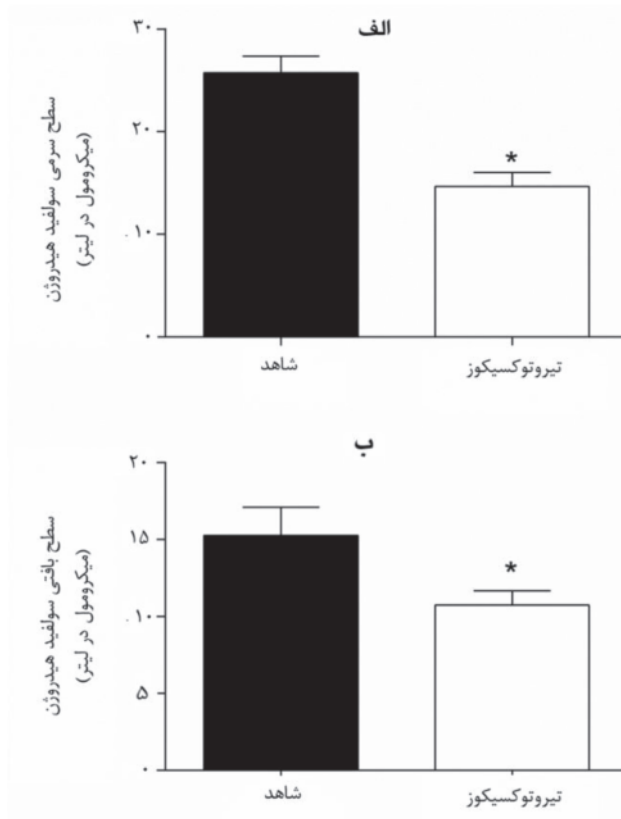 الف
سطح سرمی سولفید هیدروژن
(میکرومول در لیتر)
۳۰
۲۰
۱۰
۰
*
شاهد
تیروتوکسیکوز
ب
سطح بافتی سولفید هیدروژن
(میکرومول در لیتر)
۲۰
۱۵
۱۰
۵
۰
*
شاهد
تیروتوکسیکوز